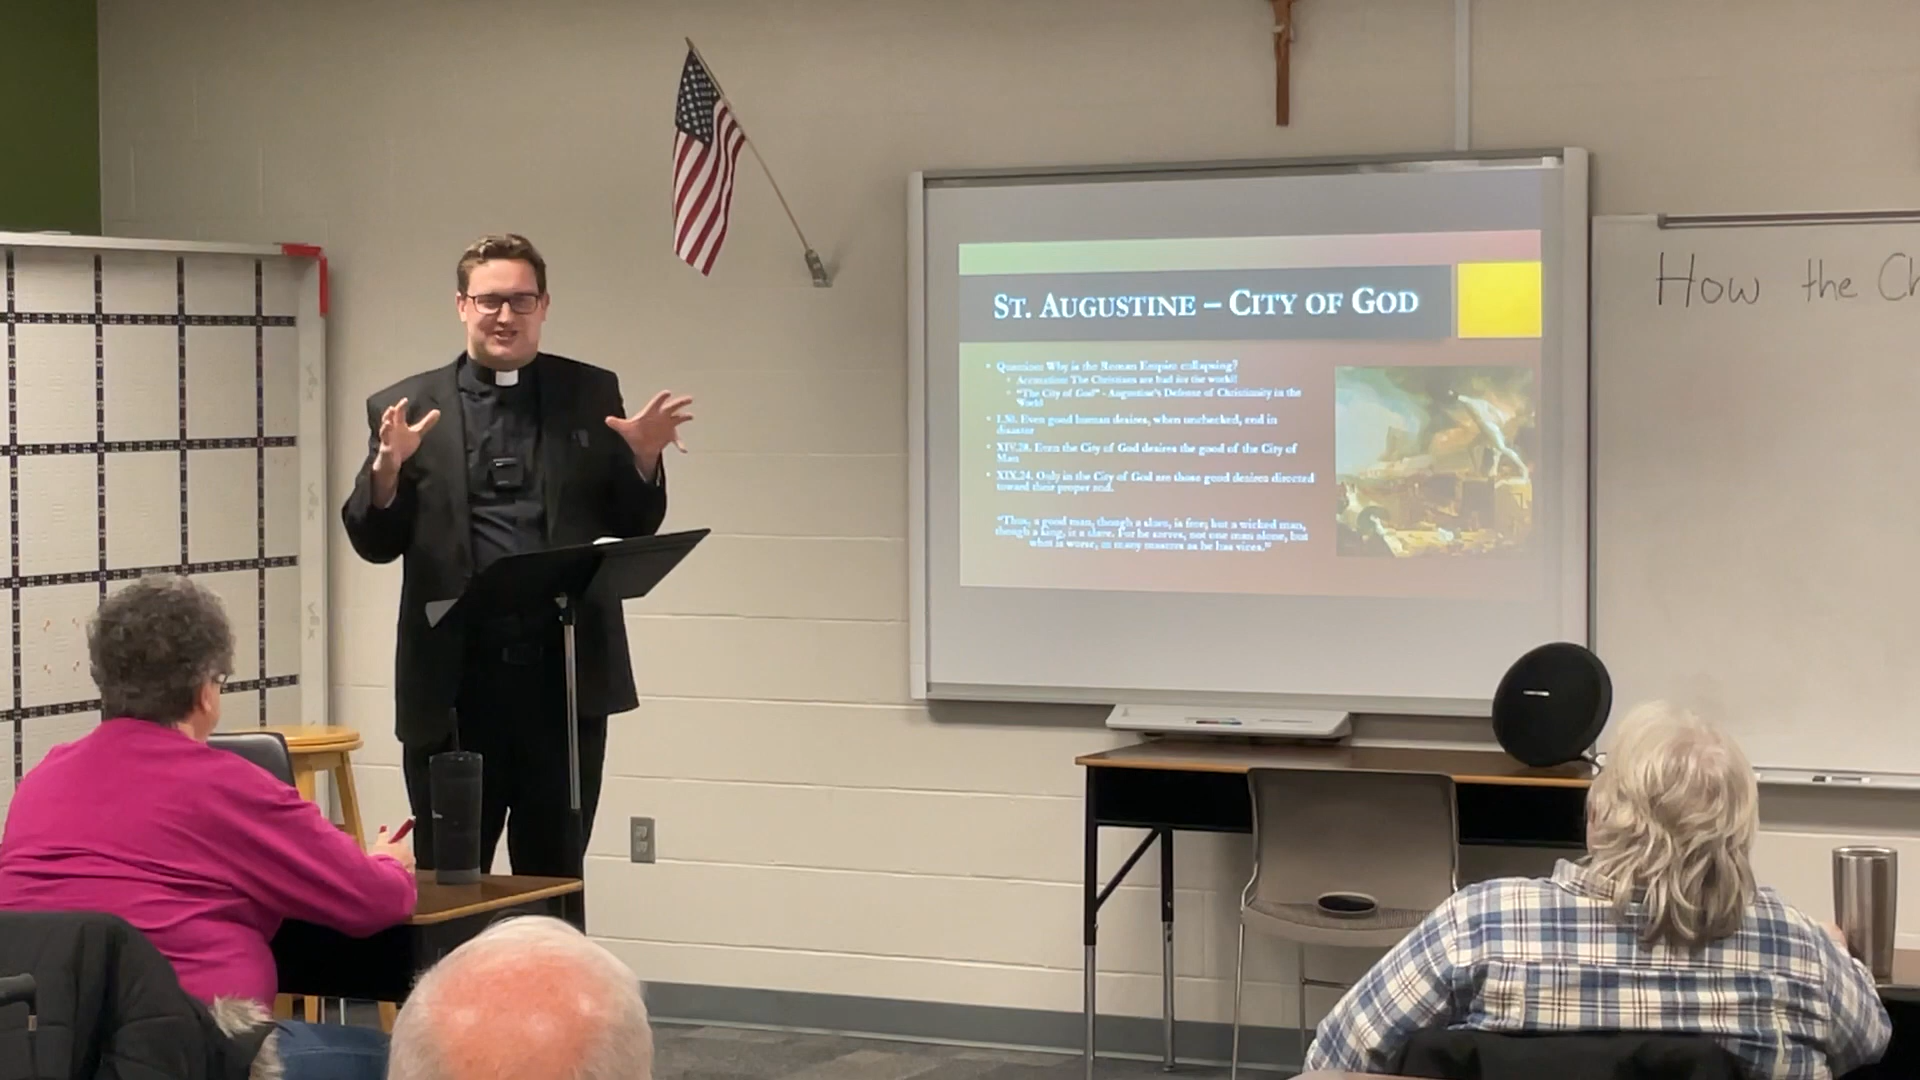 ST. AUGUSTINE – CITY OF GOD
Question: Why is the Roman Empire collapsing?
Accusation: The Christians are bad for the world!
"The City of God" - Augustine's Defense of Christianity in the
World
I.30. Even good human desires, when unchecked, end in
disaster
XIV.28. Even the City of God desires the good of the City of
Man
XIX.24. Only in the City of God are those good desires directed
toward their proper end.
"Thus, a good man, though a slave, is free; but a wicked man,
though a king, is a slave. For he serves, not one man alone, but
what is worse, as many masters as he has vices."
How the Ch